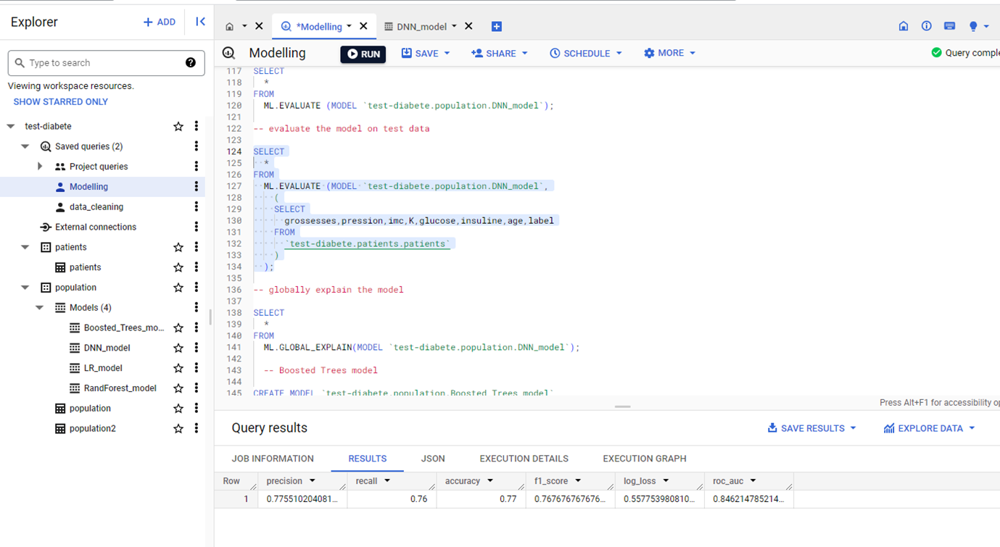 Explorer
+ ADD
*Modelling
DNN_model
Type to search
Viewing workspace resources.
SHOW STARRED ONLY
test-diabete
Saved queries (2)
Project queries
Modelling
data_cleaning
External connections
patients
patients
population
Models (4)
Boosted_Trees_mo...
DNN_model
LR_model
RandForest_model
population
population2
Modelling
RUN
SAVE
SHARE
SCHEDULE
MORE
Query comple
117 SELECT
118 *
119 FROM
120 ML.EVALUATE (MODEL `test-diabete.population.DNN_model`);
121
122 -- evaluate the model on test data
123
124 SELECT
125 *
126 FROM
127 ML.EVALUATE (MODEL `test-diabete.population.DNN_model`,
128 (
129 SELECT
130 grossesses,pression,imc,K,glucose,insuline,age,label
131 FROM
132 `test-diabete.patients.patients`
133 )
134 );
135
136 -- globally explain the model
137
138 SELECT
139 *
140 FROM
141 ML.GLOBAL_EXPLAIN(MODEL `test-diabete.population.DNN_model`);
142
143 -- Boosted Trees model
144
145 CREATE MODEL `test-diabete.population.Boosted_Trees_model`
Press Alt+F1 for accessibility op
Query results
SAVE RESULTS
EXPLORE DATA
JOB INFORMATION
RESULTS
JSON
EXECUTION DETAILS
EXECUTION GRAPH
Row precision recall accuracy f1_score log_loss roc_auc
1 0.775510204081... 0.76 0.77 0.767676767676... 0.557753980810... 0.846214785214...